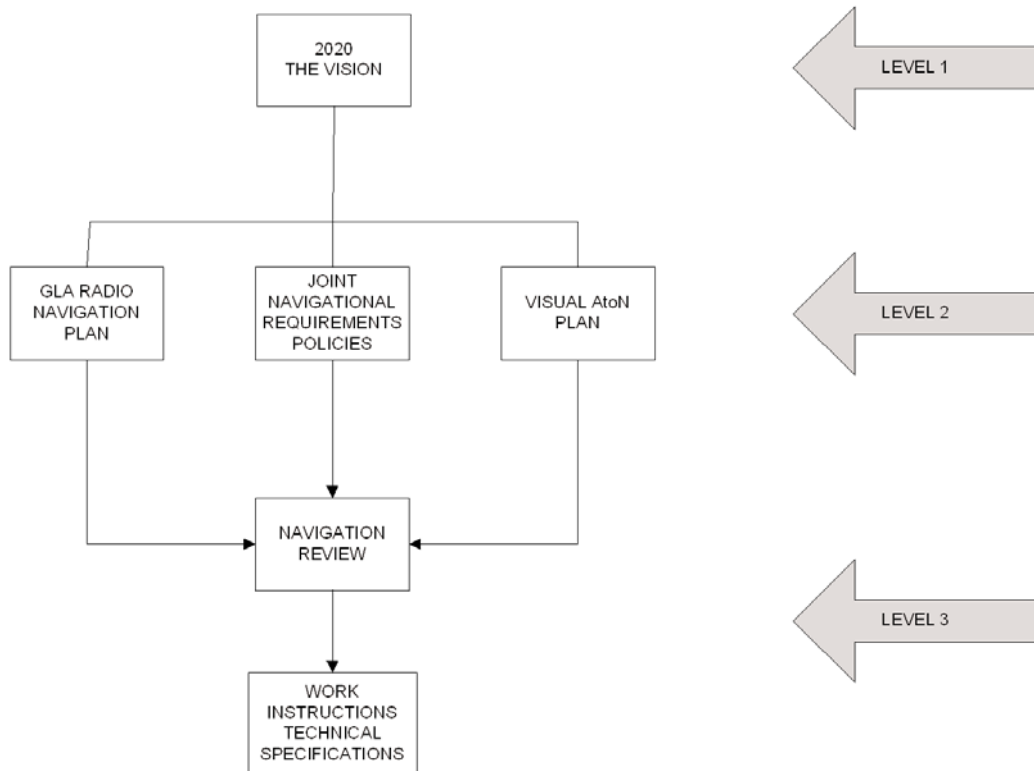 2020
THE VISION
LEVEL 1
GLA RADIO
NAVIGATION
PLAN
JOINT
NAVIGATIONAL
REQUIREMENTS
POLICIES
VISUAL AtoN
PLAN
LEVEL 2
NAVIGATION
REVIEW
LEVEL 3
WORK
INSTRUCTIONS
TECHNICAL
SPECIFICATIONS